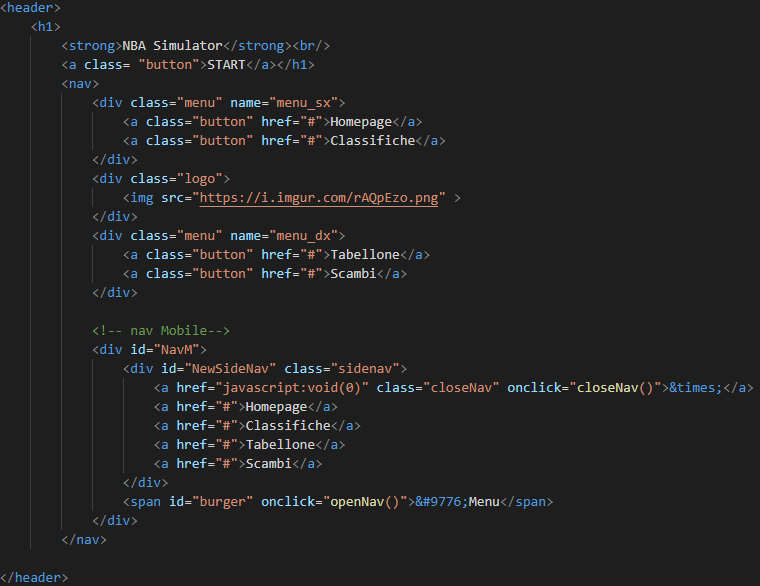 <header>
<h1>
<strong>NBA Simulator</strong><br/>
<a class= "button">START</a></h1>
<nav>
<div class="menu" name="menu_sx">
<a class="button" href="#">Homepage</a>
<a class="button" href="#">Classifiche</a>
</div>
<div class="logo">
<img src="https://i.imgur.com/rAQpEzo.png" >
</div>
<div class="menu" name="menu_dx">
<a class="button" href="#">Tabellone</a>
<a class="button" href="#">Scambi</a>
</div>
<!-- nav Mobile-->
<div id="NavM">
<div id="NewSideNav" class="sidenav">
<a href="javascript:void(0)" class="closeNav" onclick="closeNav()">&times;</a>
<a href="#">Homepage</a>
<a href="#">Classifiche</a>
<a href="#">Tabellone</a>
<a href="#">Scambi</a>
</div>
<span id="burger" onclick="openNav()">&#9776;Menu</span>
</div>
</nav>
</header>